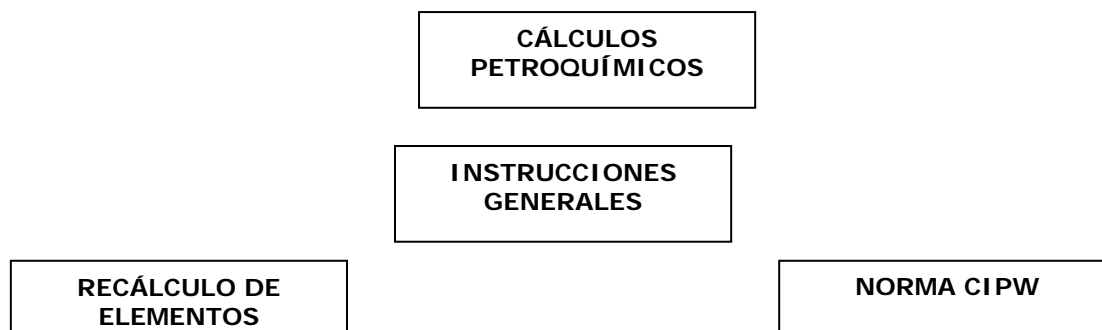 CÁLCULOS
PETROQUÍMICOS
INSTRUCCIONES
GENERALES
RECÁLCULO DE
ELEMENTOS
NORMA CIPW